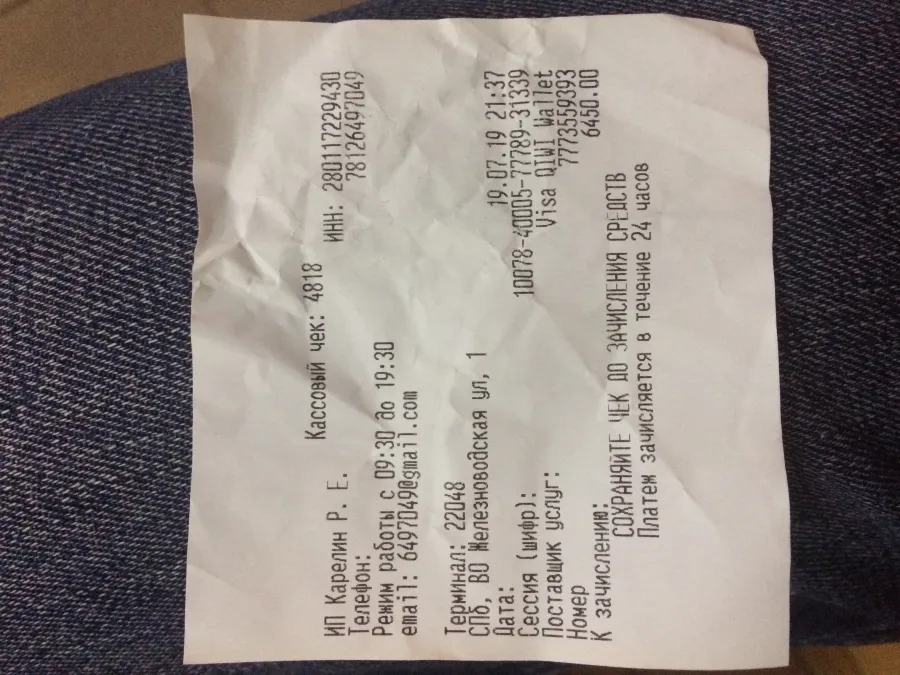 Кассовый чек: 4818
ИП Карелин Р. Е. ИНН: 280117229430
Телефон: 78126497049
Режим работы с 09:30 до 19:30
email: 6497049@gmail.com
Терминал: 22048
СПб, ВО Железноводская ул, 1
Дата: 19.07.19 21:37
Сессия (шифр): 10078-40005-77789-31339
Поставщик услуг: Visa QIWI Wallet
Номер 7773559393
К зачислению: 6450.00
СОХРАНЯЙТЕ ЧЕК ДО ЗАЧИСЛЕНИЯ СРЕДСТВ
Платеж зачисляется в течение 24 часов